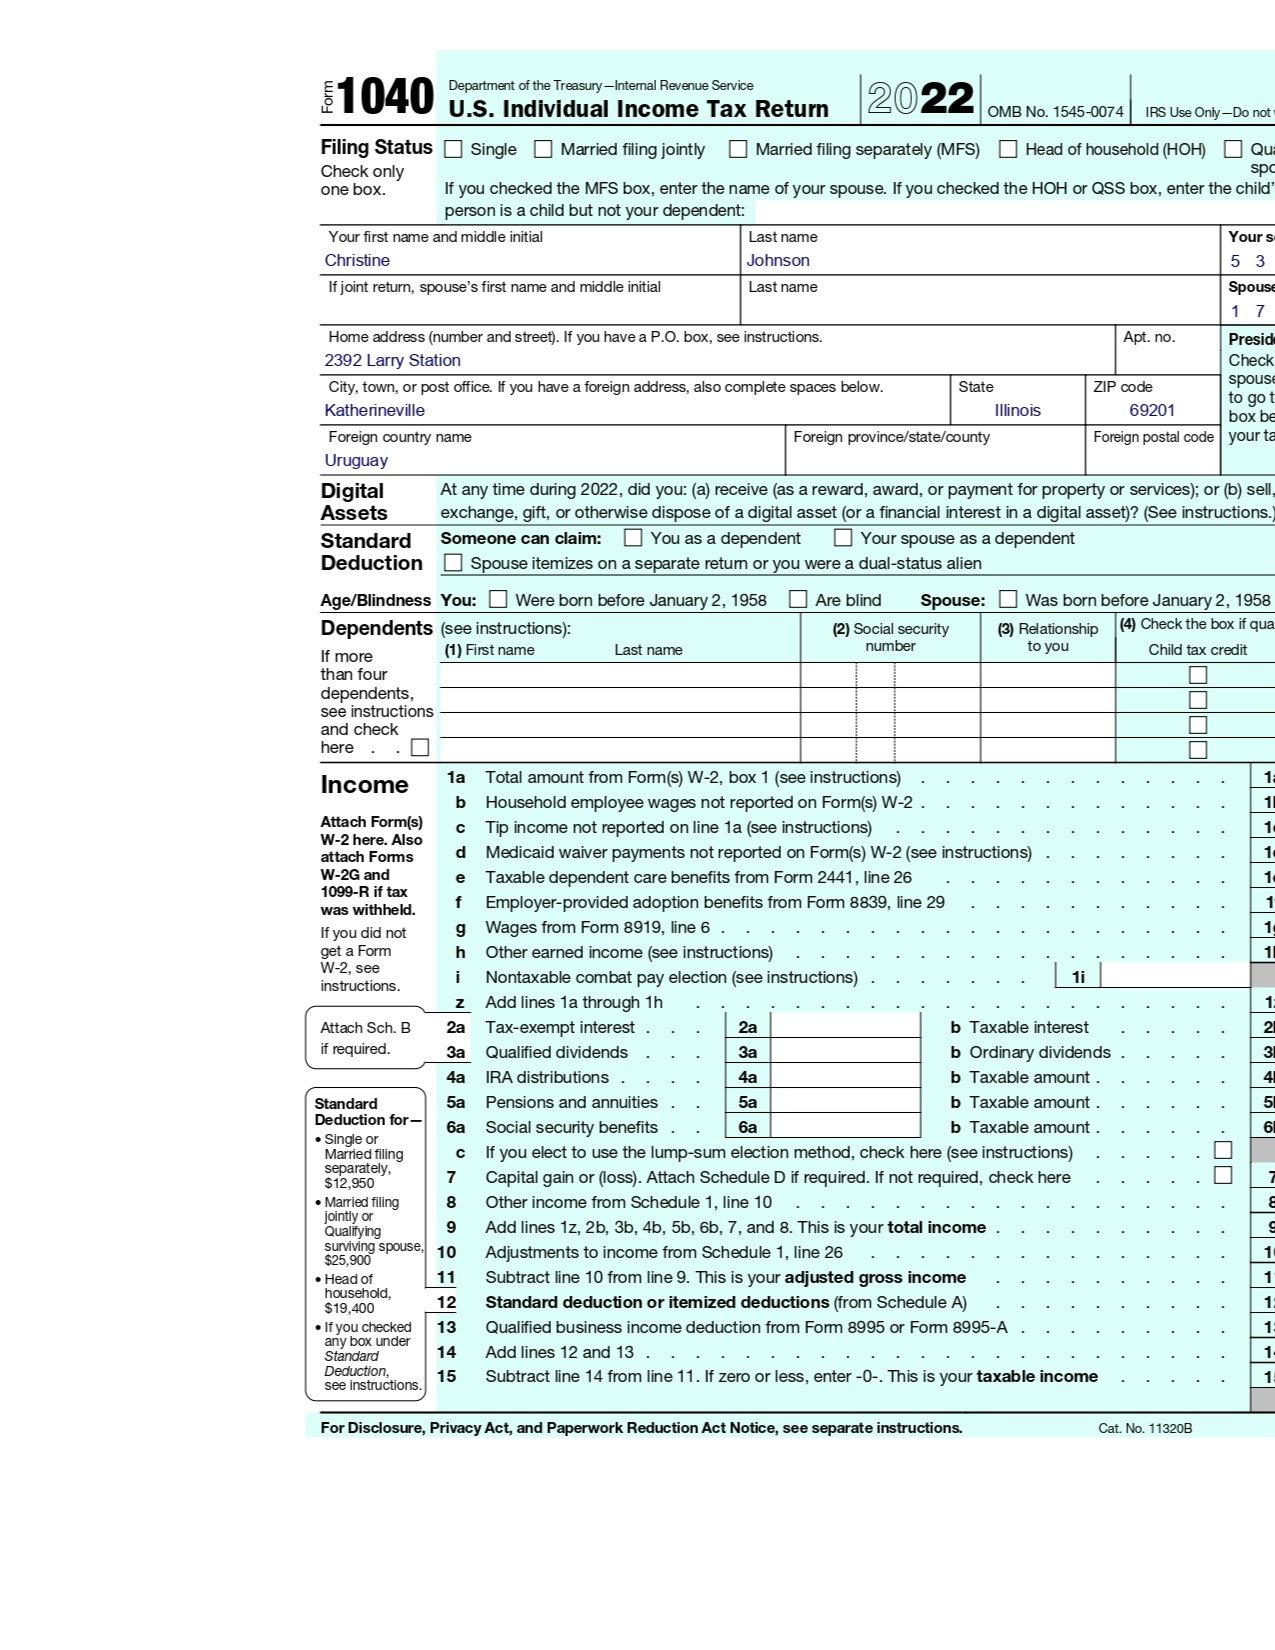 Form 1040 Department of the Treasury—Internal Revenue Service
U.S. Individual Income Tax Return 2022 OMB No. 1545-0074 IRS Use Only—Do not
Filing Status Single Married filing jointly Married filing separately (MFS) Head of household (HOH)
Check only
one box.
If you checked the MFS box, enter the name of your spouse. If you checked the HOH or QSS box, enter the child’
person is a child but not your dependent:
Your first name and middle initial Last name Your
Christine Johnson 5 3
If joint return, spouse’s first name and middle initial Last name Spouse
1 7
Home address (number and street). If you have a P.O. box, see instructions. Apt. no.
2392 Larry Station Check
City, town, or post office. If you have a foreign address, also complete spaces below. State ZIP code spouse
Katherineville Illinois 69201 to go
Foreign country name Foreign province/state/county Foreign postal code box
Uruguay your
Digital Assets At any time during 2022, did you: (a) receive (as a reward, award, or payment for property or services); or (b) sell,
exchange, gift, or otherwise dispose of a digital asset (or a financial interest in a digital asset)? (See instructions.)
Standard Deduction Someone can claim: You as a dependent Your spouse as a dependent
Spouse itemizes on a separate return or you were a dual-status alien
Age/Blindness You: Were born before January 2, 1958 Are blind Spouse: Was born before January 2, 1958
Dependents (see instructions): (2) Social security number (3) Relationship to you (4) Check the box if
(1) First name Last name Child tax credit
If more
than four
dependents,
see instructions
and check
here . .
Income
Attach Form(s)
W-2 here. Also
attach Forms
W-2G and
1099-R if tax
was withheld.
If you did not
get a Form
W-2, see
instructions.
1a Total amount from Form(s) W-2, box 1 (see instructions)
b Household employee wages not reported on Form(s) W-2
c Tip income not reported on line 1a (see instructions)
d Medicaid waiver payments not reported on Form(s) W-2 (see instructions)
e Taxable dependent care benefits from Form 2441, line 26
f Employer-provided adoption benefits from Form 8839, line 29
g Wages from Form 8919, line 6
h Other earned income (see instructions)
i Nontaxable combat pay election (see instructions) 1i
z Add lines 1a through 1h
Attach Sch. B
if required.
2a Tax-exempt interest 2a b Taxable interest
3a Qualified dividends 3a b Ordinary dividends
4a IRA distributions 4a b Taxable amount
5a Pensions and annuities 5a b Taxable amount
6a Social security benefits 6a b Taxable amount
c If you elect to use the lump-sum election method, check here (see instructions)
7 Capital gain or (loss). Attach Schedule D if required. If not required, check here
8 Other income from Schedule 1, line 10
9 Add lines 1z, 2b, 3b, 4b, 5b, 6b, 7, and 8. This is your total income
10 Adjustments to income from Schedule 1, line 26
11 Subtract line 10 from line 9. This is your adjusted gross income
12 Standard deduction or itemized deductions (from Schedule A)
13 Qualified business income deduction from Form 8995 or Form 8995-A
14 Add lines 12 and 13
15 Subtract line 14 from line 11. If zero or less, enter -0-. This is your taxable income
Standard
Deduction for—
• Single or
Married filing
separately,
$12,950
• Married filing
jointly or
Qualifying
surviving spouse,
$25,900
• Head of
household,
$19,400
• If you checked
any box under
Standard
Deduction,
see instructions.
For Disclosure, Privacy Act, and Paperwork Reduction Act Notice, see separate instructions. Cat. No. 11320B